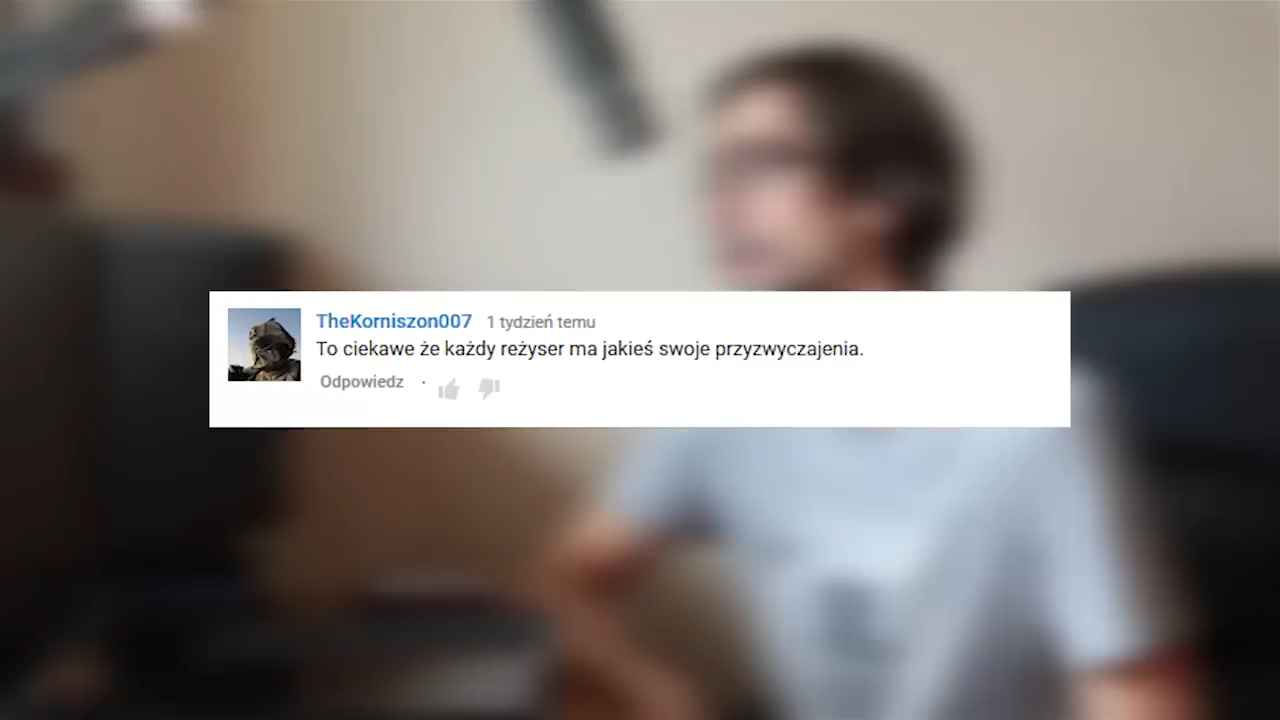 TheKorniszon007 1 tydzień temu
To ciekawe że każdy reżyser ma jakieś swoje przyzwyczajenia.
Odpowiedz ·